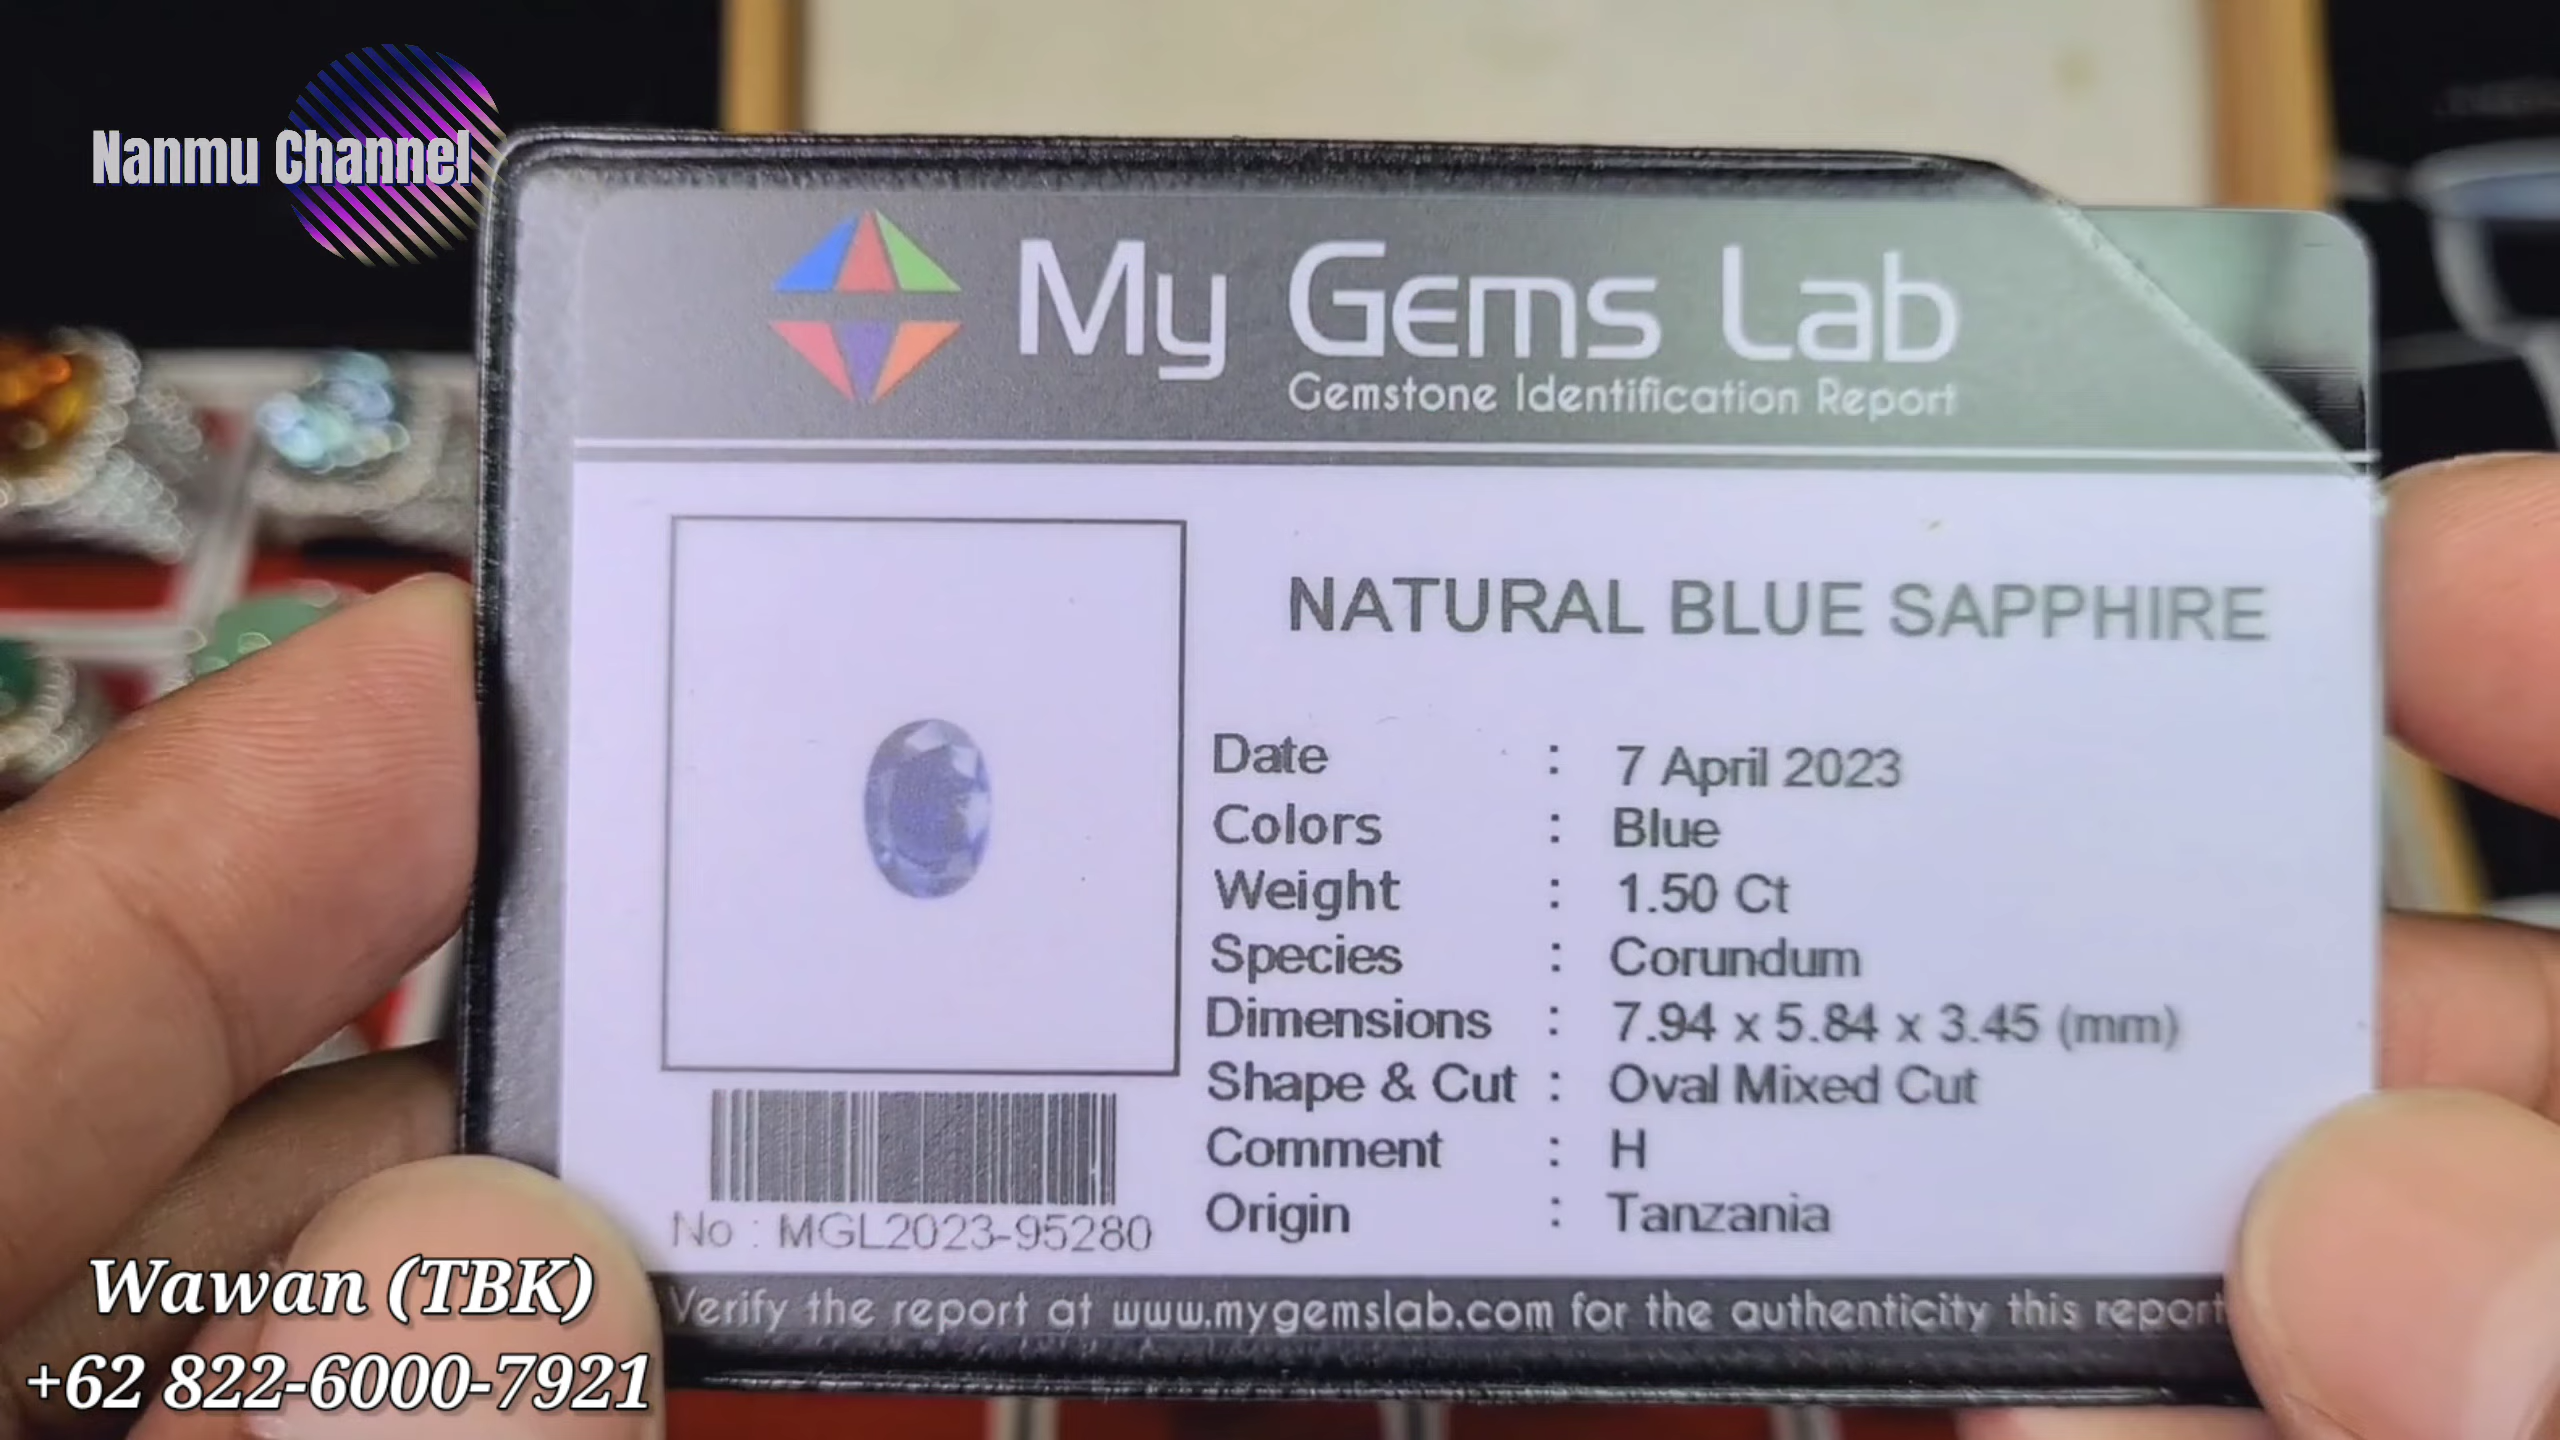 Nanmu Channel
My Gems Lab
Gemstone Identification Report
NATURAL BLUE SAPPHIRE
Date : 7 April 2023
Colors : Blue
Weight : 1.50 Ct
Species : Corundum
Dimensions : 7.94 x 5.84 x 3.45 (mm)
Shape & Cut : Oval Mixed Cut
Comment : H
Origin : Tanzania
No : MGL2023-95280
Verify the report at www.mygemslab.com for the authenticity this report
Wawan (TBK)
+62 822-6000-7921